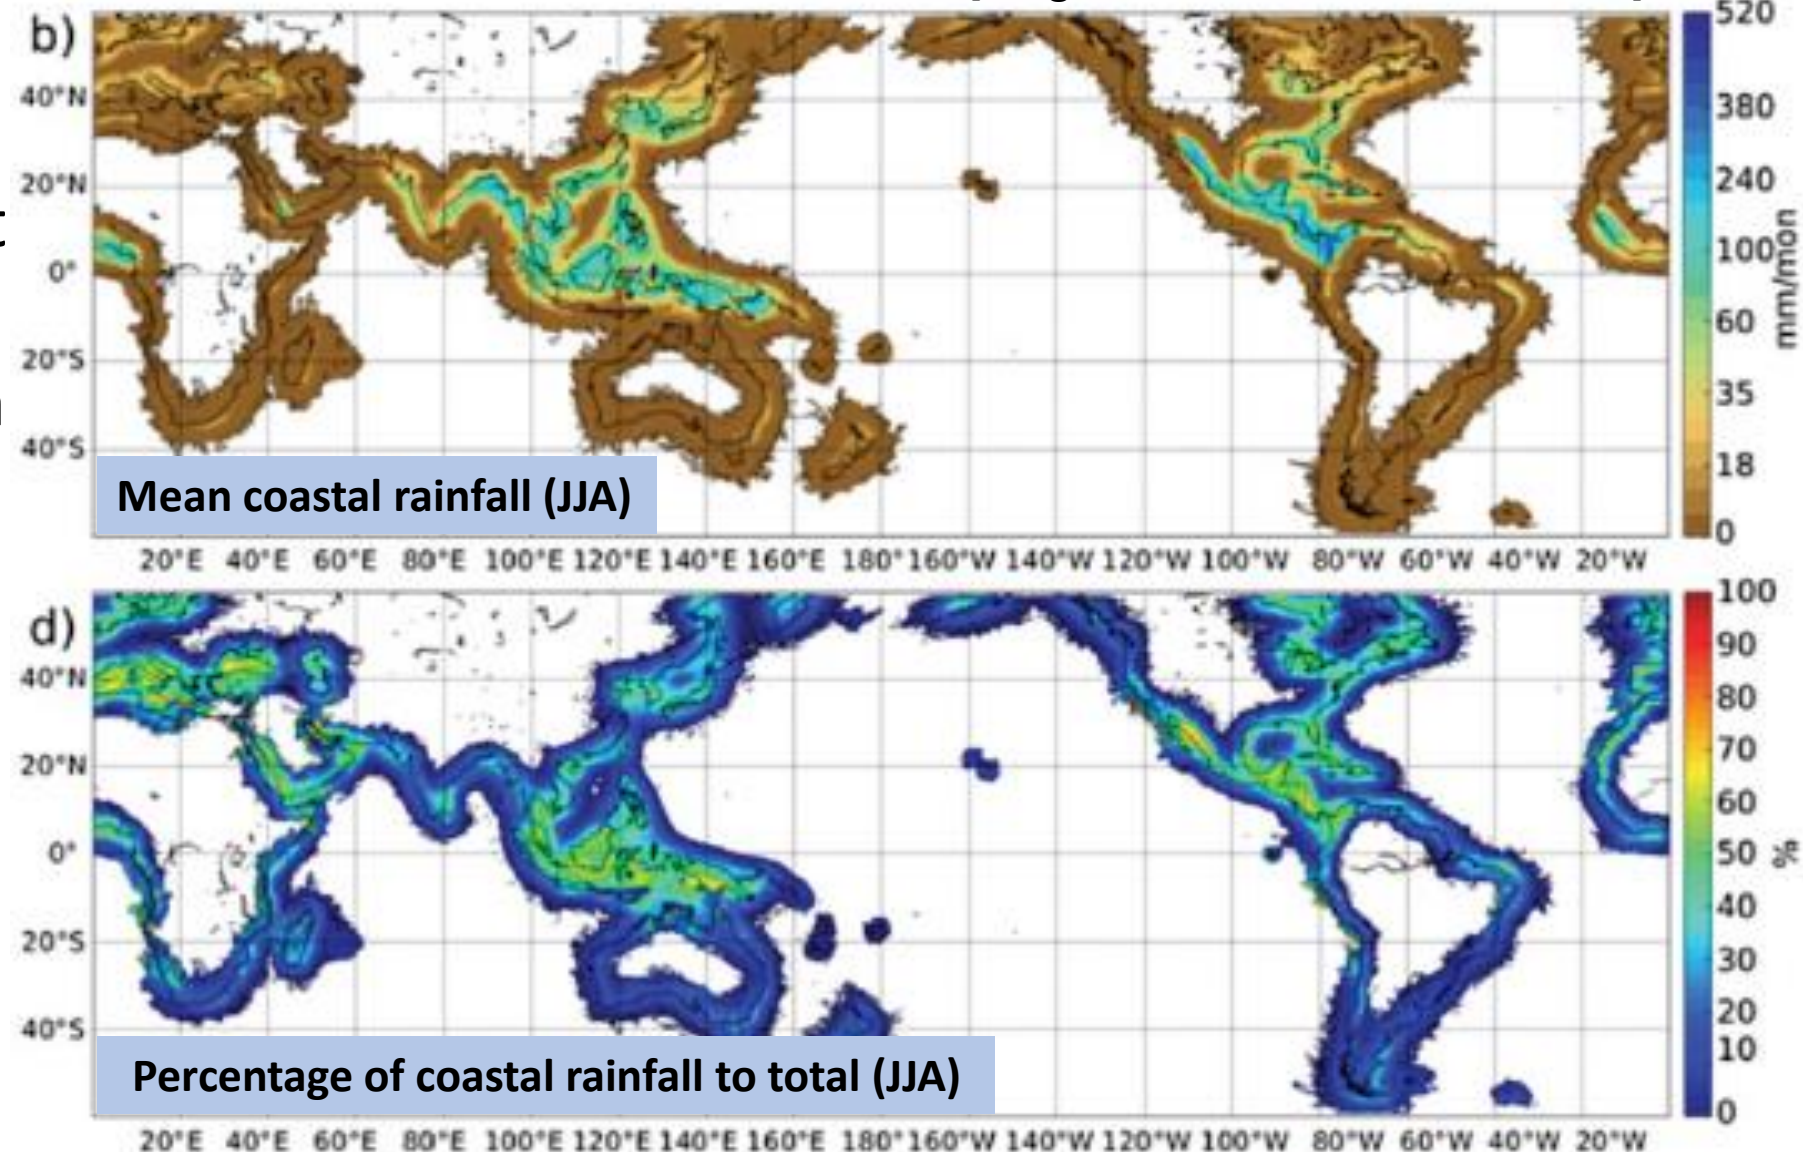 b)
40°N
20°N
0°
20°S
40°S
Mean coastal rainfall (JJA)
20°E 40°E 60°E 80°E 100°E 120°E 140°E 160°E 180° 160°W 140°W 120°W 100°W 80°W 60°W 40°W 20°W
520
380
240
100
60
35
18
0
mm/mon
d)
40°N
20°N
0°
20°S
40°S
Percentage of coastal rainfall to total (JJA)
20°E 40°E 60°E 80°E 100°E 120°E 140°E 160°E 180° 160°W 140°W 120°W 100°W 80°W 60°W 40°W 20°W
100
90
80
70
60
50
40
30
20
10
0
%